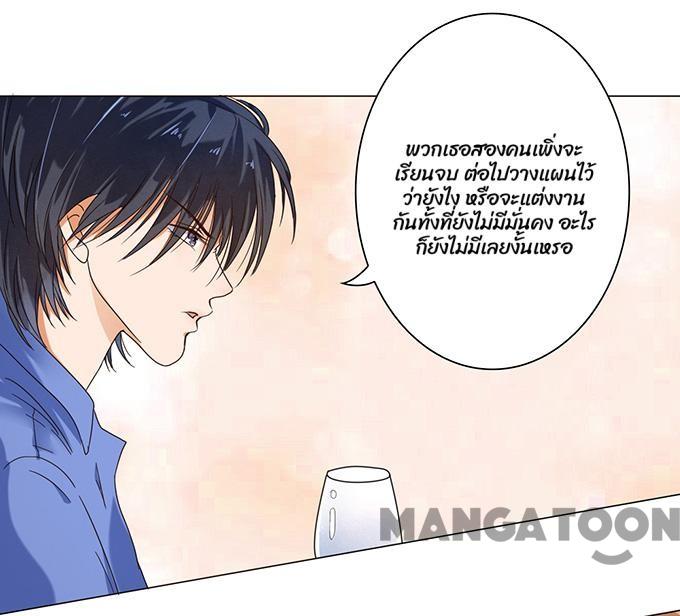 พวกเธอสองคนเพิ่งจะ
เรียนจบ ต่อไปวางแผนไว้
ว่ายังไง หรือจะแต่งงาน
กันทั้งที่ยังไม่มีมั่นคง อะไร
ก็ยังไม่มีเลยงั้นเหรอ
MANGATOON